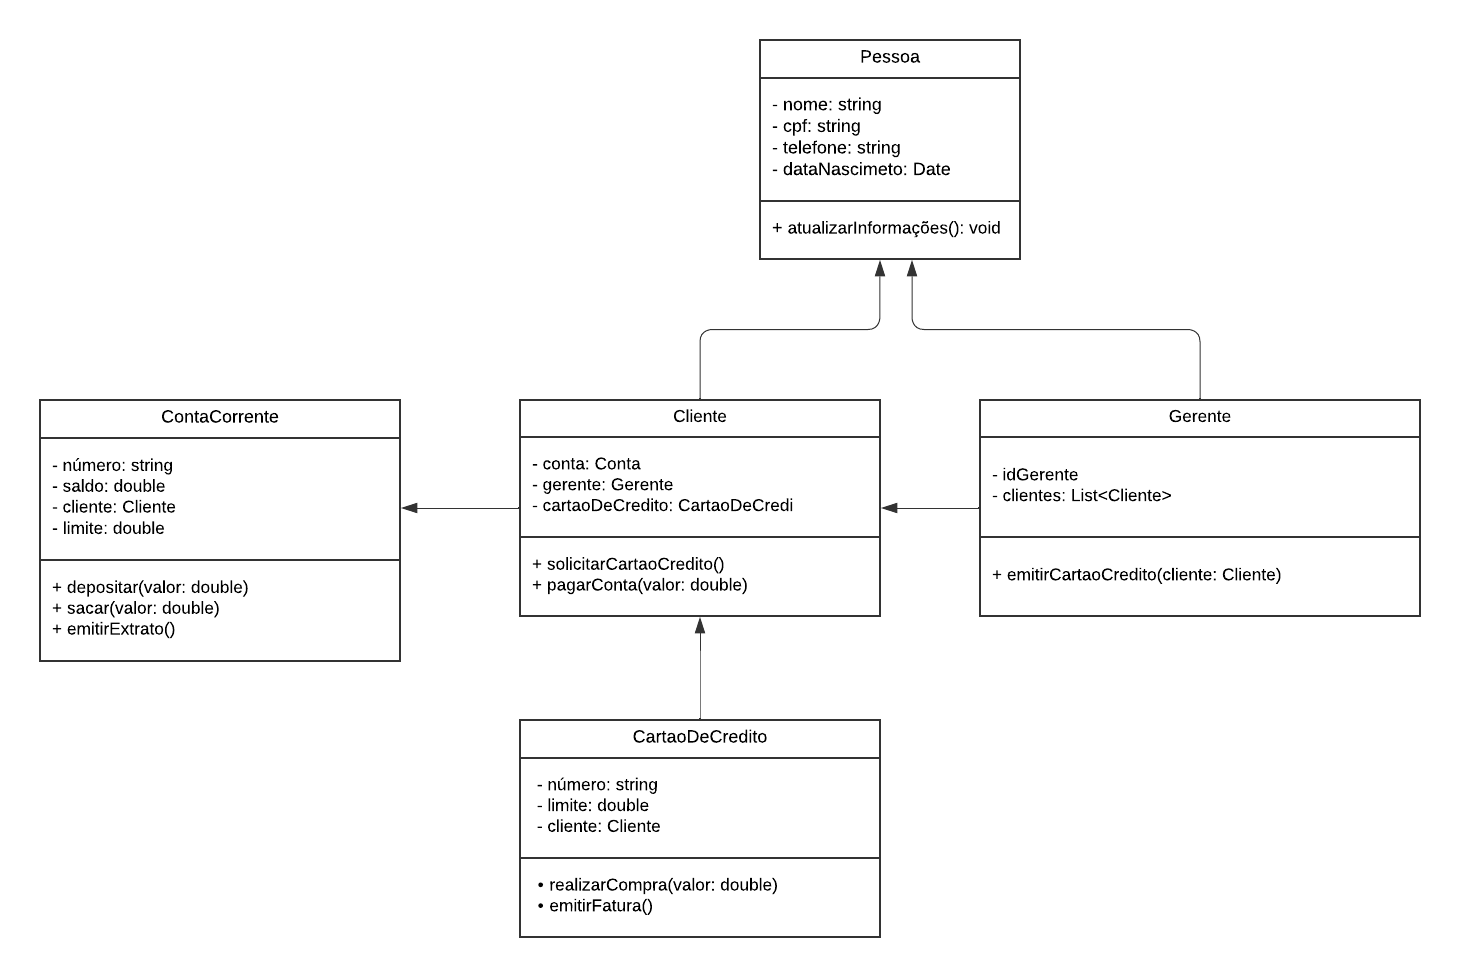 Pessoa
- nome: string
- cpf: string
- telefone: string
- dataNascimeto: Date
+ atualizarInformações(): void
ContaCorrente
- número: string
- saldo: double
- cliente: Cliente
- limite: double
+ depositar(valor: double)
+ sacar(valor: double)
+ emitirExtrato()
Cliente
- conta: Conta
- gerente: Gerente
- cartaoDeCredito: CartaoDeCredi
+ solicitarCartaoCredito()
+ pagarConta(valor: double)
Gerente
- idGerente
- clientes: List<Cliente>
+ emitirCartaoCredito(cliente: Cliente)
CartaoDeCredito
- número: string
- limite: double
- cliente: Cliente
• realizarCompra(valor: double)
• emitirFatura()